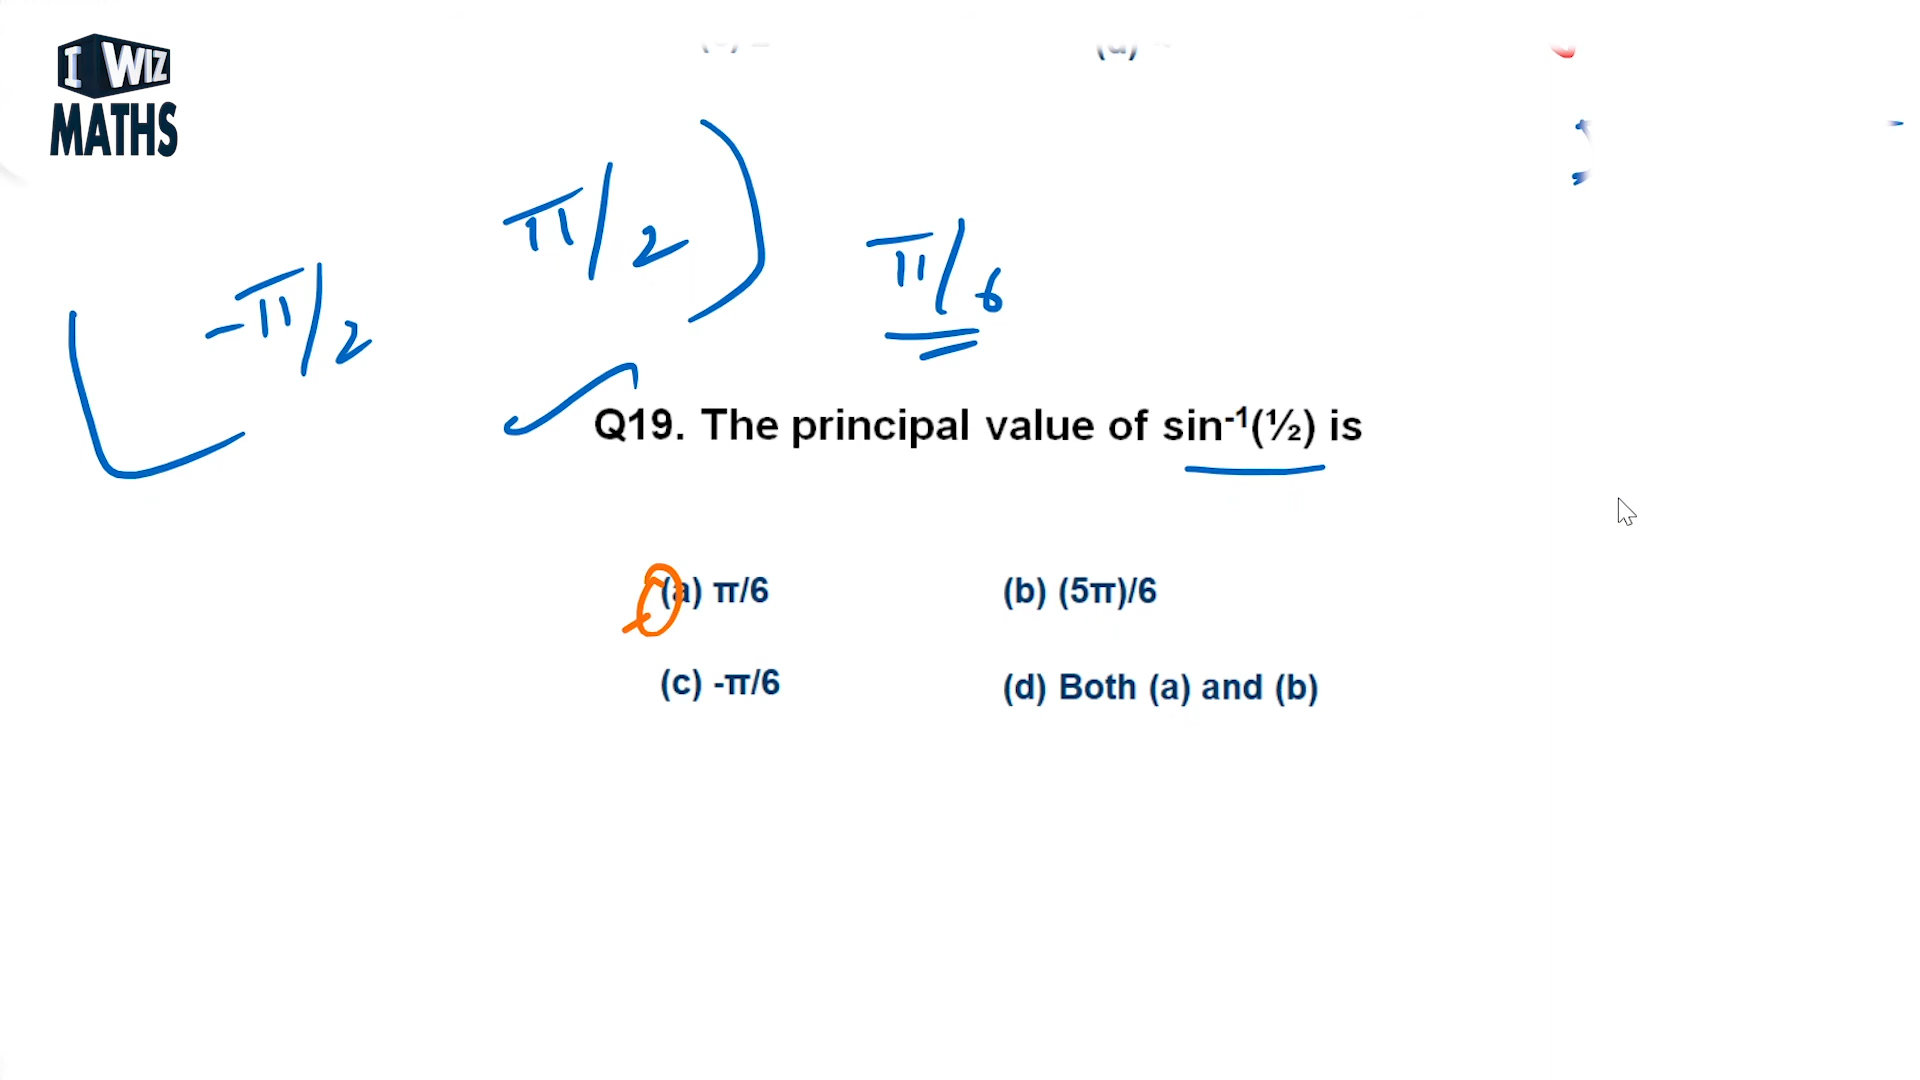 I WIZ
MATHS
π/2
-π/2
π/6
Q19. The principal value of sin⁻¹(½) is
(a) π/6
(b) (5π)/6
(c) -π/6
(d) Both (a) and (b)